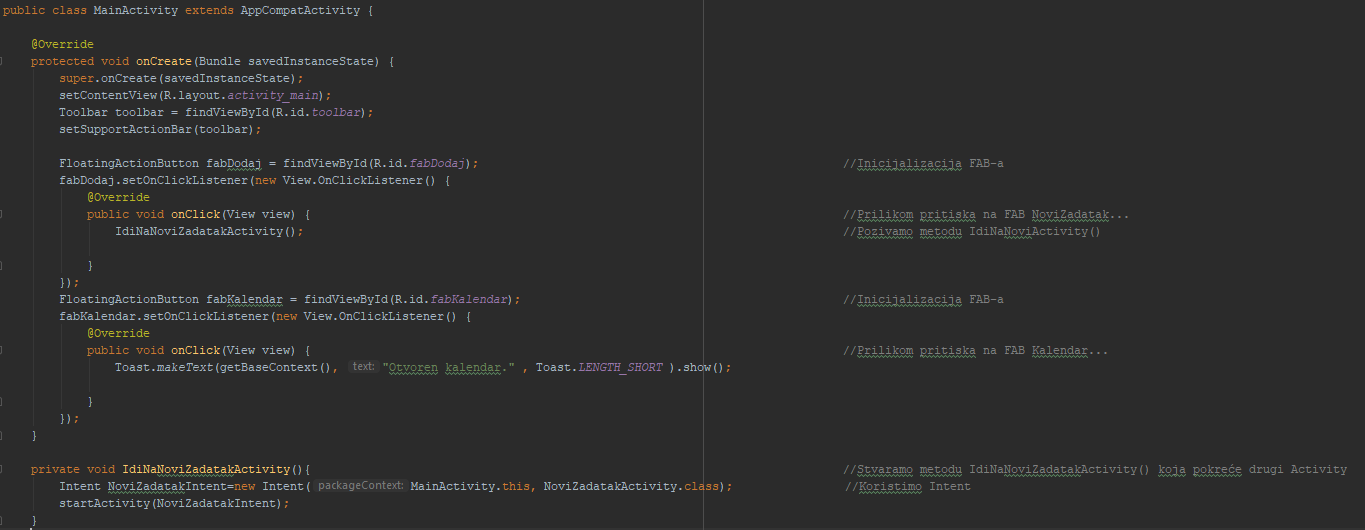 public class MainActivity extends AppCompatActivity {
@Override
protected void onCreate(Bundle savedInstanceState) {
super.onCreate(savedInstanceState);
setContentView(R.layout.activity_main);
Toolbar toolbar = findViewById(R.id.toolbar);
setSupportActionBar(toolbar);
FloatingActionButton fabDodaj = findViewById(R.id.fabDodaj); //Inicijalizacija FAB-a
fabDodaj.setOnClickListener(new View.OnClickListener() {
@Override
public void onClick(View view) { //Prilikom pritiska na FAB NoviZadatak...
IdiNaNoviZadatakActivity(); //Pozivamo metodu IdiNaNoviActivity()
}
});
FloatingActionButton fabKalendar = findViewById(R.id.fabKalendar); //Inicijalizacija FAB-a
fabKalendar.setOnClickListener(new View.OnClickListener() {
@Override
public void onClick(View view) { //Prilikom pritiska na FAB Kalendar...
Toast.makeText(getBaseContext(), text: "Otvoren kalendar." , Toast.LENGTH_SHORT ).show();
}
});
}
private void IdiNaNoviZadatakActivity(){ //Stvaramo metodu IdiNaNoviZadatakActivity() koja pokreće drugi Activity
Intent NoviZadatakIntent=new Intent( packageContext: MainActivity.this, NoviZadatakActivity.class); //Koristimo Intent
startActivity(NoviZadatakIntent);
}